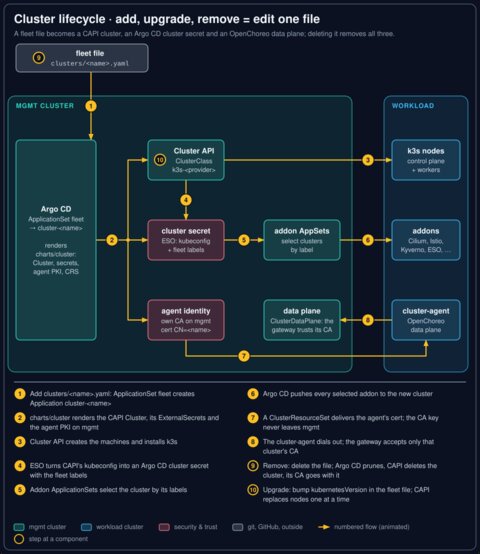 Cluster lifecycle · add, upgrade, remove = edit one file
A fleet file becomes a CAPI cluster, an Argo CD cluster secret and an OpenChoreo data plane; deleting it removes all three.
9
fleet file
clusters/<name>.yaml
MGMT CLUSTER
1
WORKLOAD
Argo CD
ApplicationSet fleet
→ cluster-<name>
renders
charts/cluster:
Cluster, secrets,
agent PKI, CRS
2
10
Cluster API
ClusterClass
k3s-<provider>
3
k3s nodes
control plane
+ workers
4
cluster secret
ESO: kubeconfig
+ fleet labels
5
addon AppSets
select clusters
by label
6
addons
Cilium, Istio,
Kyverno, ESO, …
agent identity
own CA on mgmt
cert CN=<name>
data plane
ClusterDataPlane: the
gateway trusts its CA
8
cluster-agent
OpenChoreo
data plane
7
1 Add clusters/<name>.yaml: ApplicationSet fleet creates
Application cluster-<name>
2 charts/cluster renders the CAPI Cluster, its ExternalSecrets and
the agent PKI on mgmt
3 Cluster API creates the machines and installs k3s
4 ESO turns CAPI's kubeconfig into an Argo CD cluster secret
with the fleet labels
5 Addon ApplicationSets select the cluster by its labels
6 Argo CD pushes every selected addon to the new cluster
7 A ClusterResourceSet delivers the agent's cert; the CA key
never leaves mgmt
8 The cluster-agent dials out; the gateway accepts only that
cluster's CA
9 Remove: delete the file; Argo CD prunes, CAPI deletes the
cluster, its CA goes with it
10 Upgrade: bump kubernetesVersion in the fleet file; CAPI
replaces nodes one at a time
mgmt cluster
workload cluster
security & trust
git, GitHub, outside
numbered flow (animated)
n step at a component